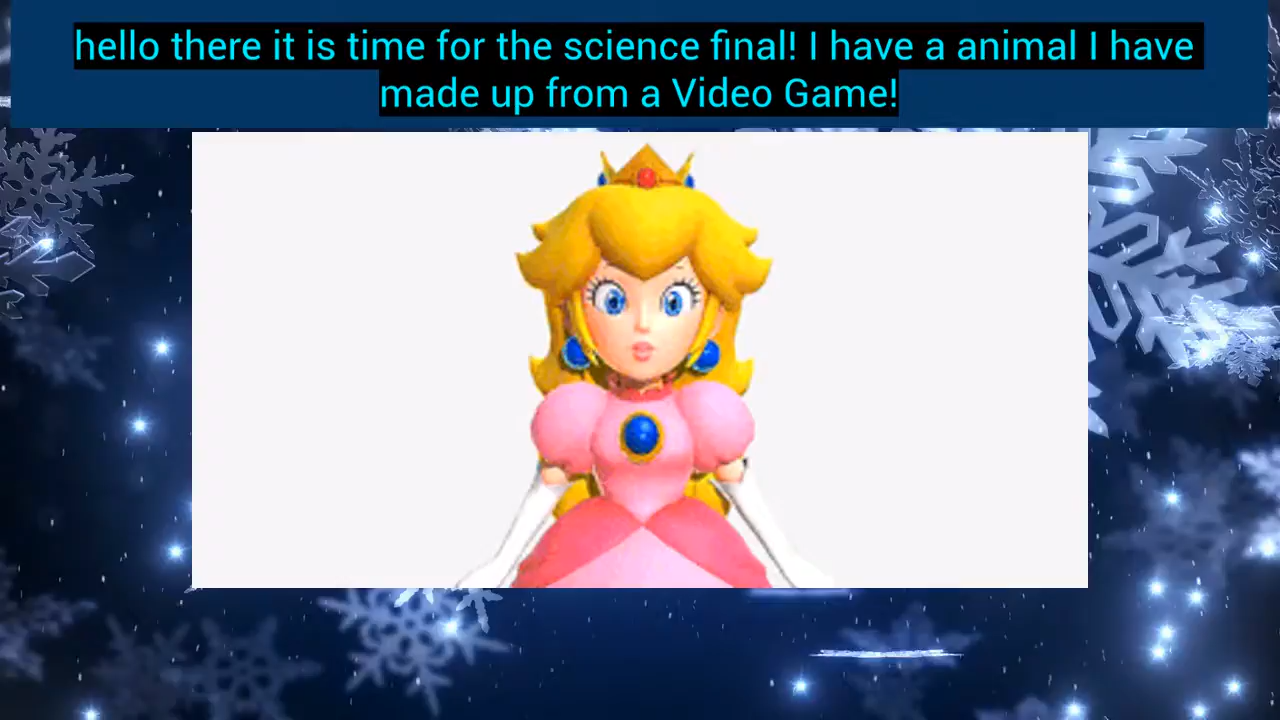 hello there it is time for the science final! I have a animal I have
made up from a Video Game!